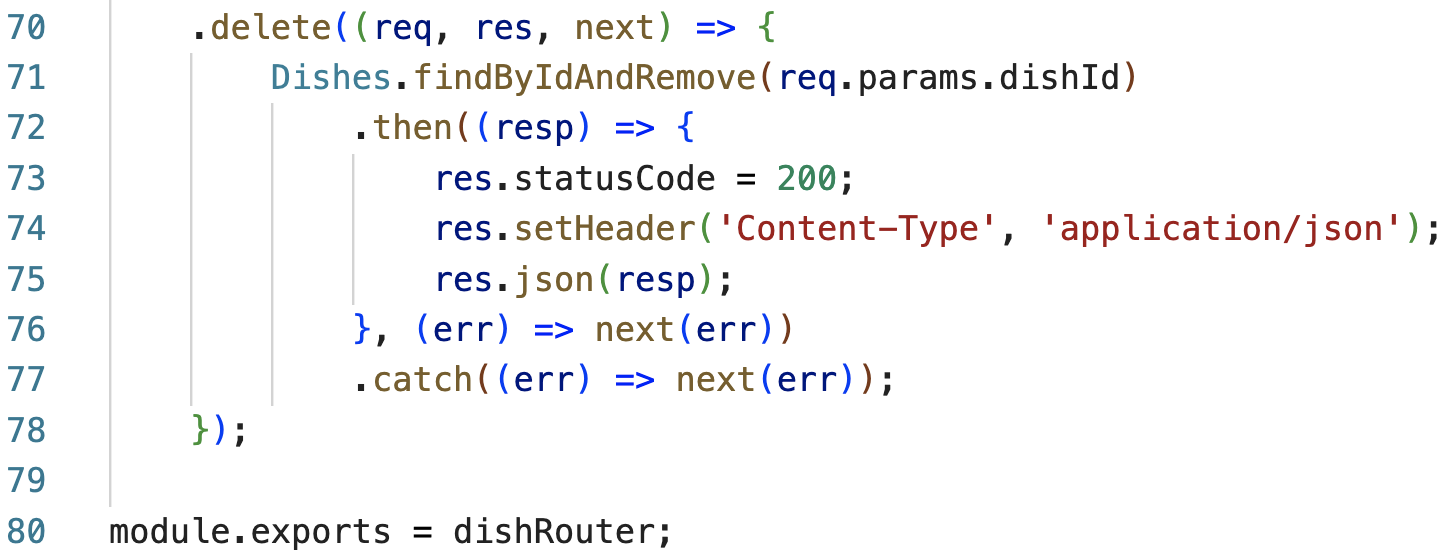 70 .delete((req, res, next) => {
71 Dishes.findByIdAndRemove(req.params.dishId)
72 .then((resp) => {
73 res.statusCode = 200;
74 res.setHeader('Content-Type', 'application/json');
75 res.json(resp);
76 }, (err) => next(err))
77 .catch((err) => next(err));
78 });
79
80 module.exports = dishRouter;